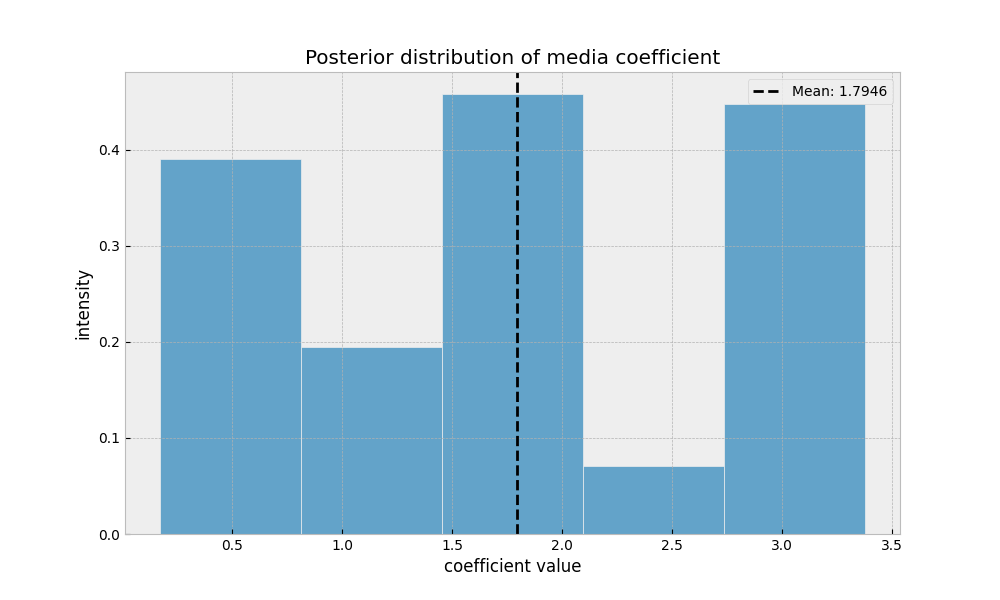 Posterior distribution of media coefficient
Mean: 1.7946
intensity
0.4
0.3
0.2
0.1
0.0
0.5 1.0 1.5 2.0 2.5 3.0 3.5
coefficient value